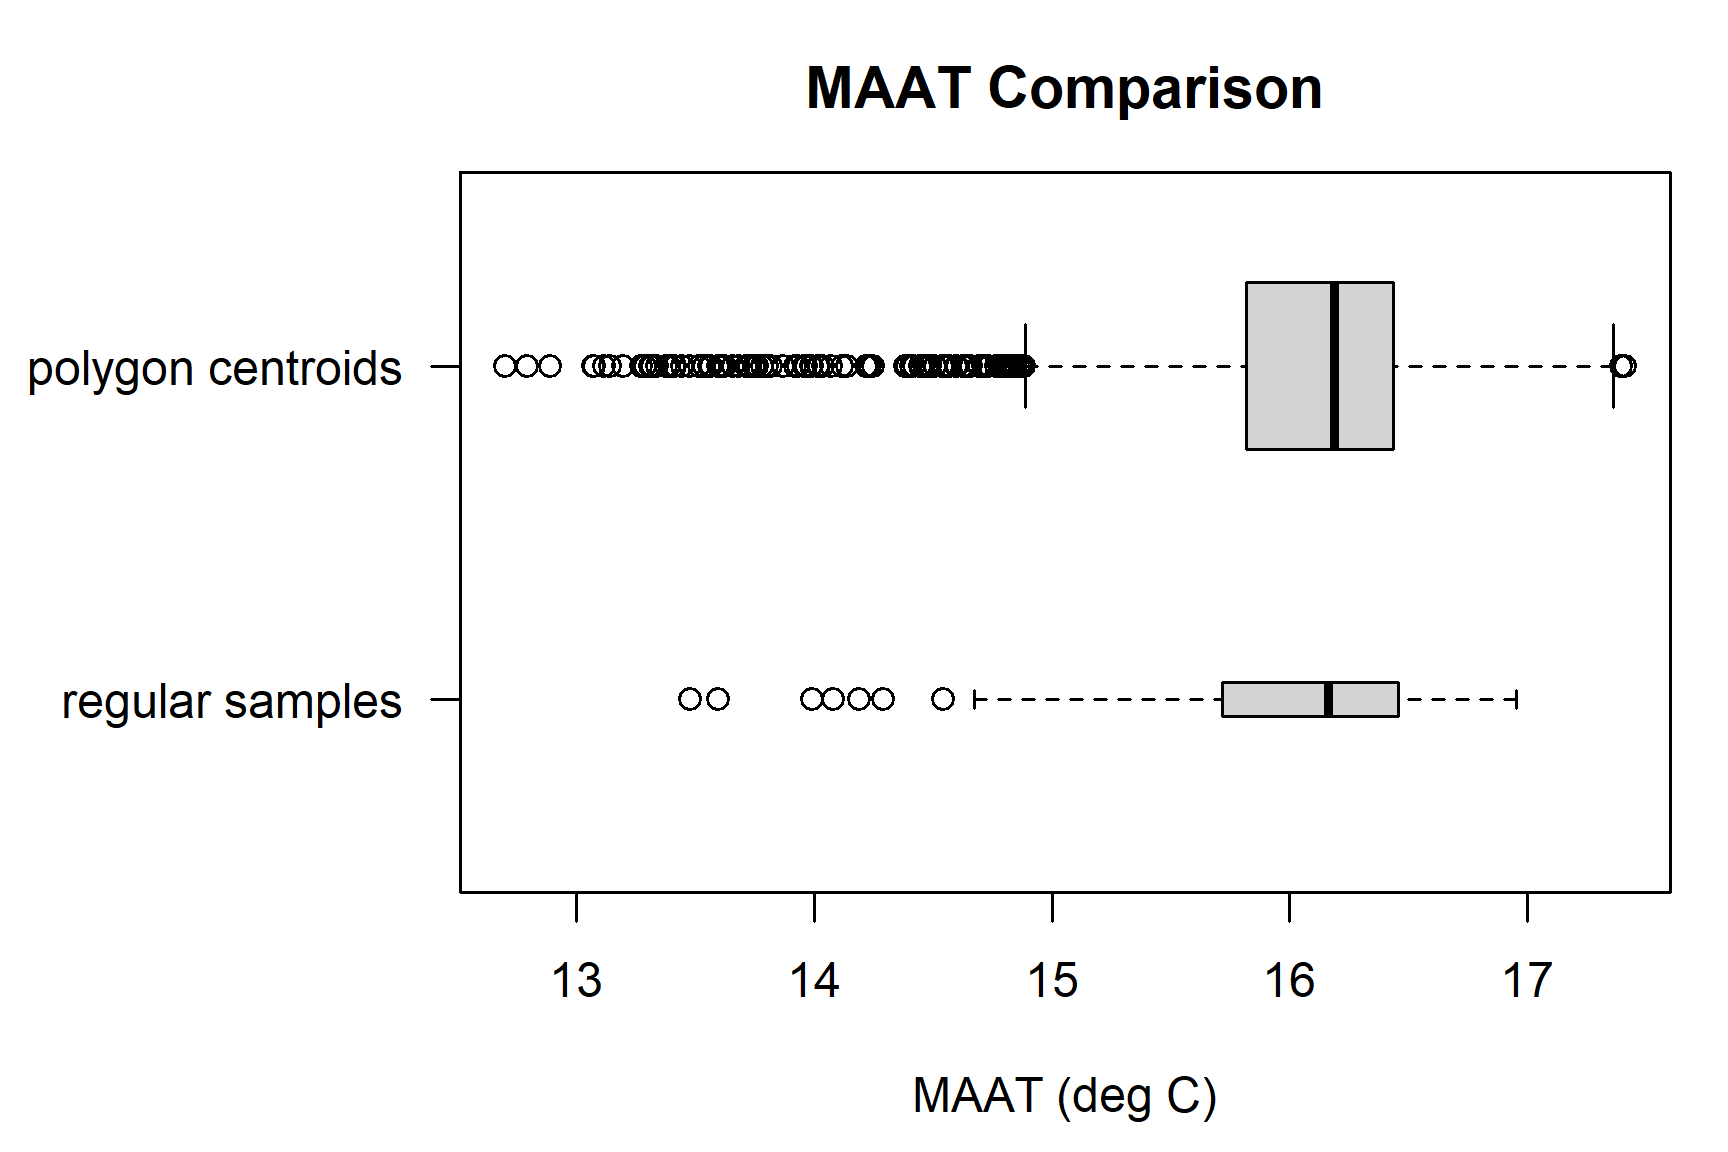 MAAT Comparison
polygon centroids
regular samples
13 14 15 16 17
MAAT (deg C)